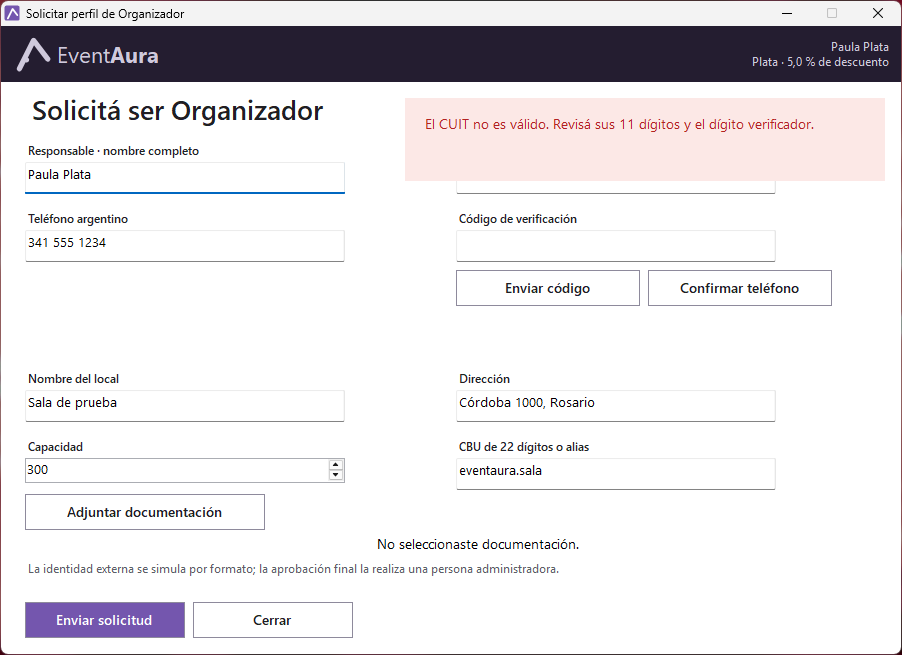 Solicitar perfil de Organizador
EventAura
Paula Plata
Plata · 5,0 % de descuento
Solicitá ser Organizador
El CUIT no es válido. Revisá sus 11 dígitos y el dígito verificador.
Responsable · nombre completo
Paula Plata
Teléfono argentino
341 555 1234
Código de verificación
Enviar código
Confirmar teléfono
Nombre del local
Sala de prueba
Dirección
Córdoba 1000, Rosario
Capacidad
300
CBU de 22 dígitos o alias
eventaura.sala
Adjuntar documentación
No seleccionaste documentación.
La identidad externa se simula por formato; la aprobación final la realiza una persona administradora.
Enviar solicitud
Cerrar